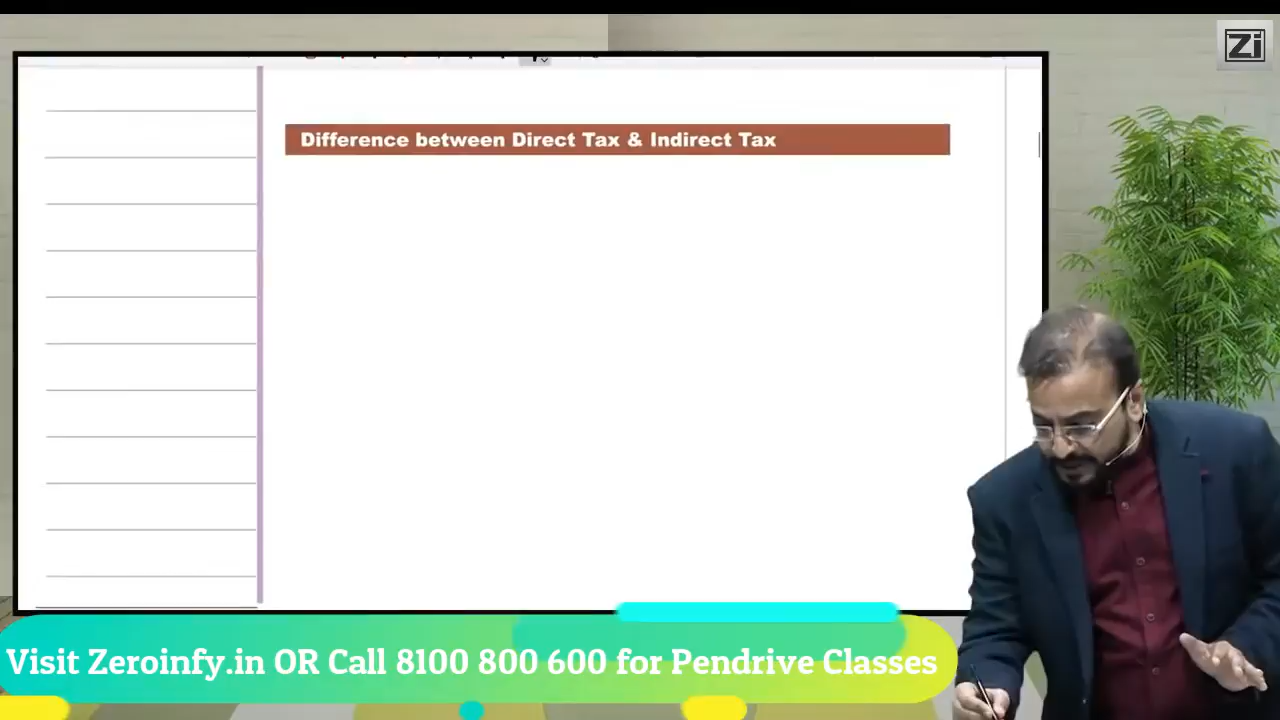 Zi
Difference between Direct Tax & Indirect Tax
Visit Zeroinfy.in OR Call 8100 800 600 for Pendrive Classes